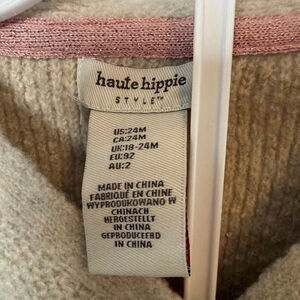 haute hippie
STYLE™
US:24M
CA:24M
UK:18-24M
EU:92
AU:2
MADE IN CHINA
FABRIQUÉ EN CHINE
WYPRODUKOWANO W
CHINACH
HERGESTELLT
IN CHINA
GEPRODUCEERD
IN CHINA